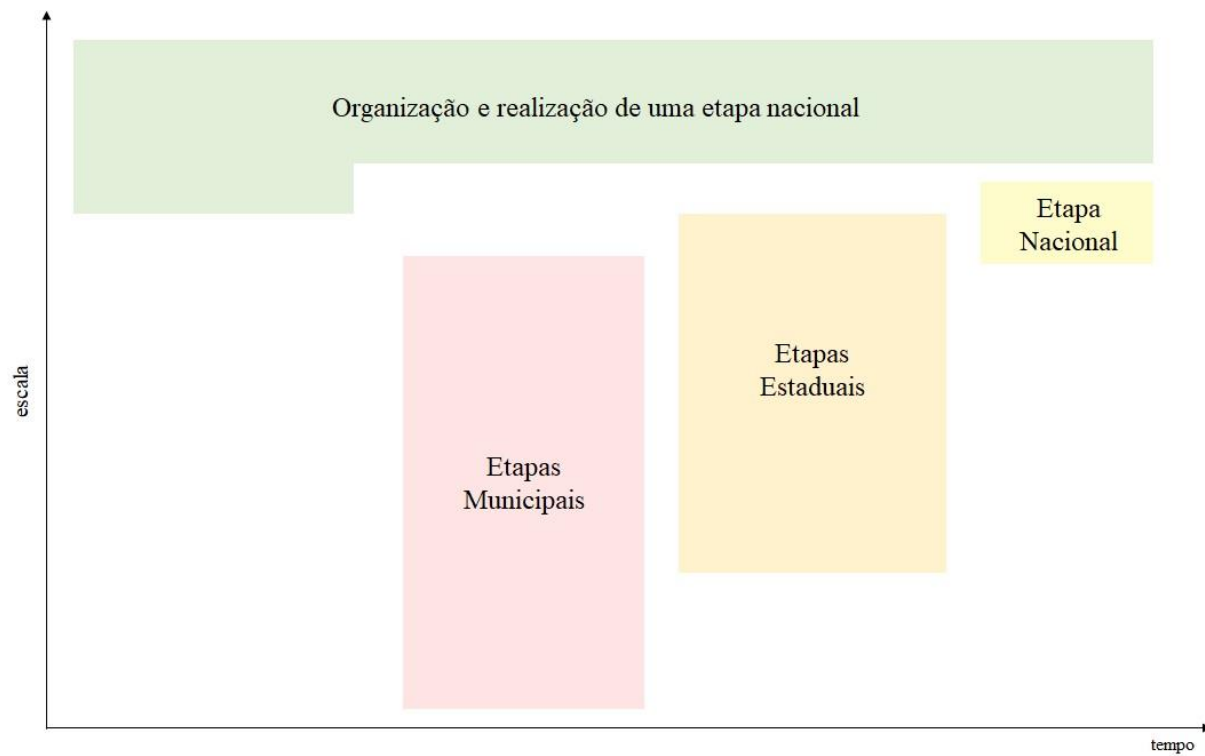 Organização e realização de uma etapa nacional
Etapa
Nacional
Etapas
Estaduais
Etapas
Municipais
escala
tempo